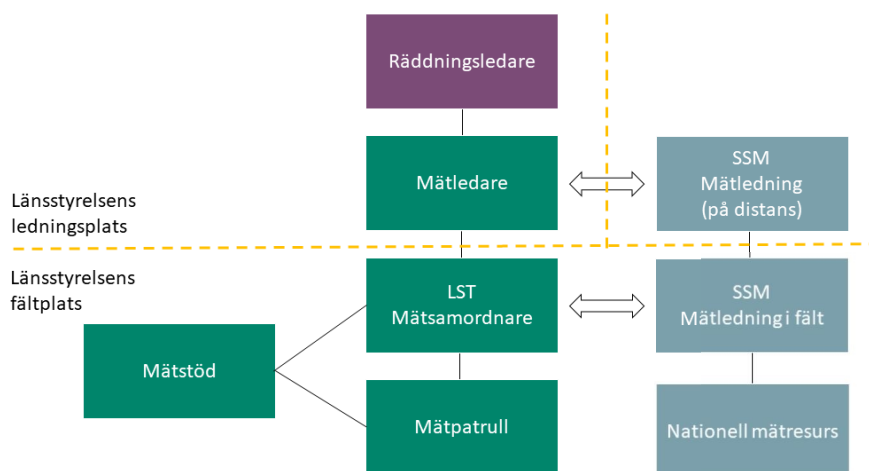 Räddningsledare
Mätledare
SSM
Mätledning
(på distans)
Länsstyrelsens
ledningsplats
Länsstyrelsens
fältplats
LST
Mätsamordnare
SSM
Mätledning i fält
Mätstöd
Mätpatrull
Nationell mätresurs